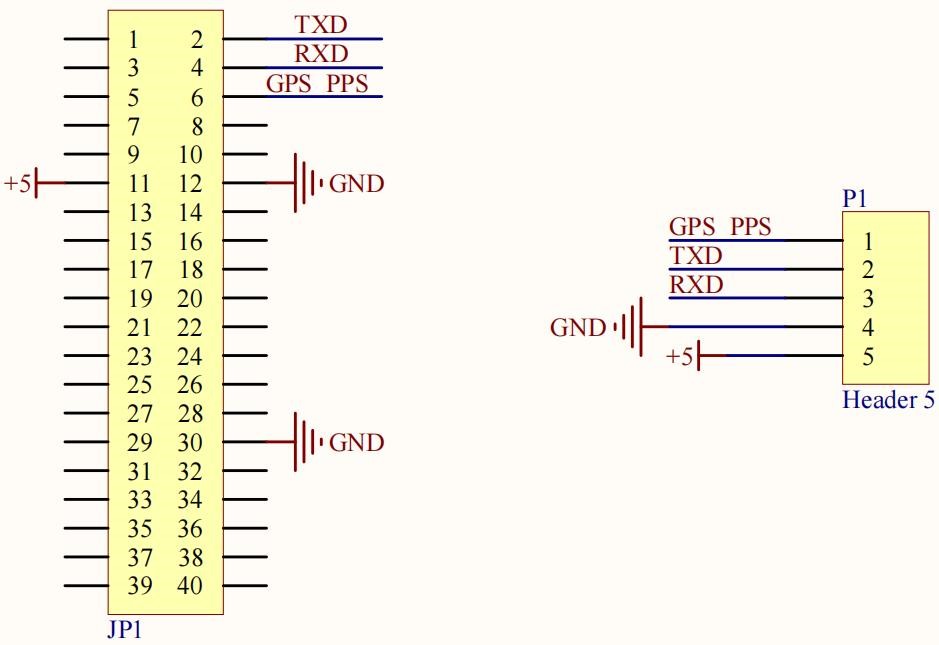 TXD
1 2
RXD
3 4
GPS PPS
5 6
7 8
9 10
+5 11 12 GND
13 14
15 16
17 18
19 20
21 22
23 24
25 26
27 28
29 30 GND
31 32
33 34
35 36
37 38
39 40
JP1
P1
GPS PPS 1
TXD 2
RXD 3
GND 4
+5 5
Header 5